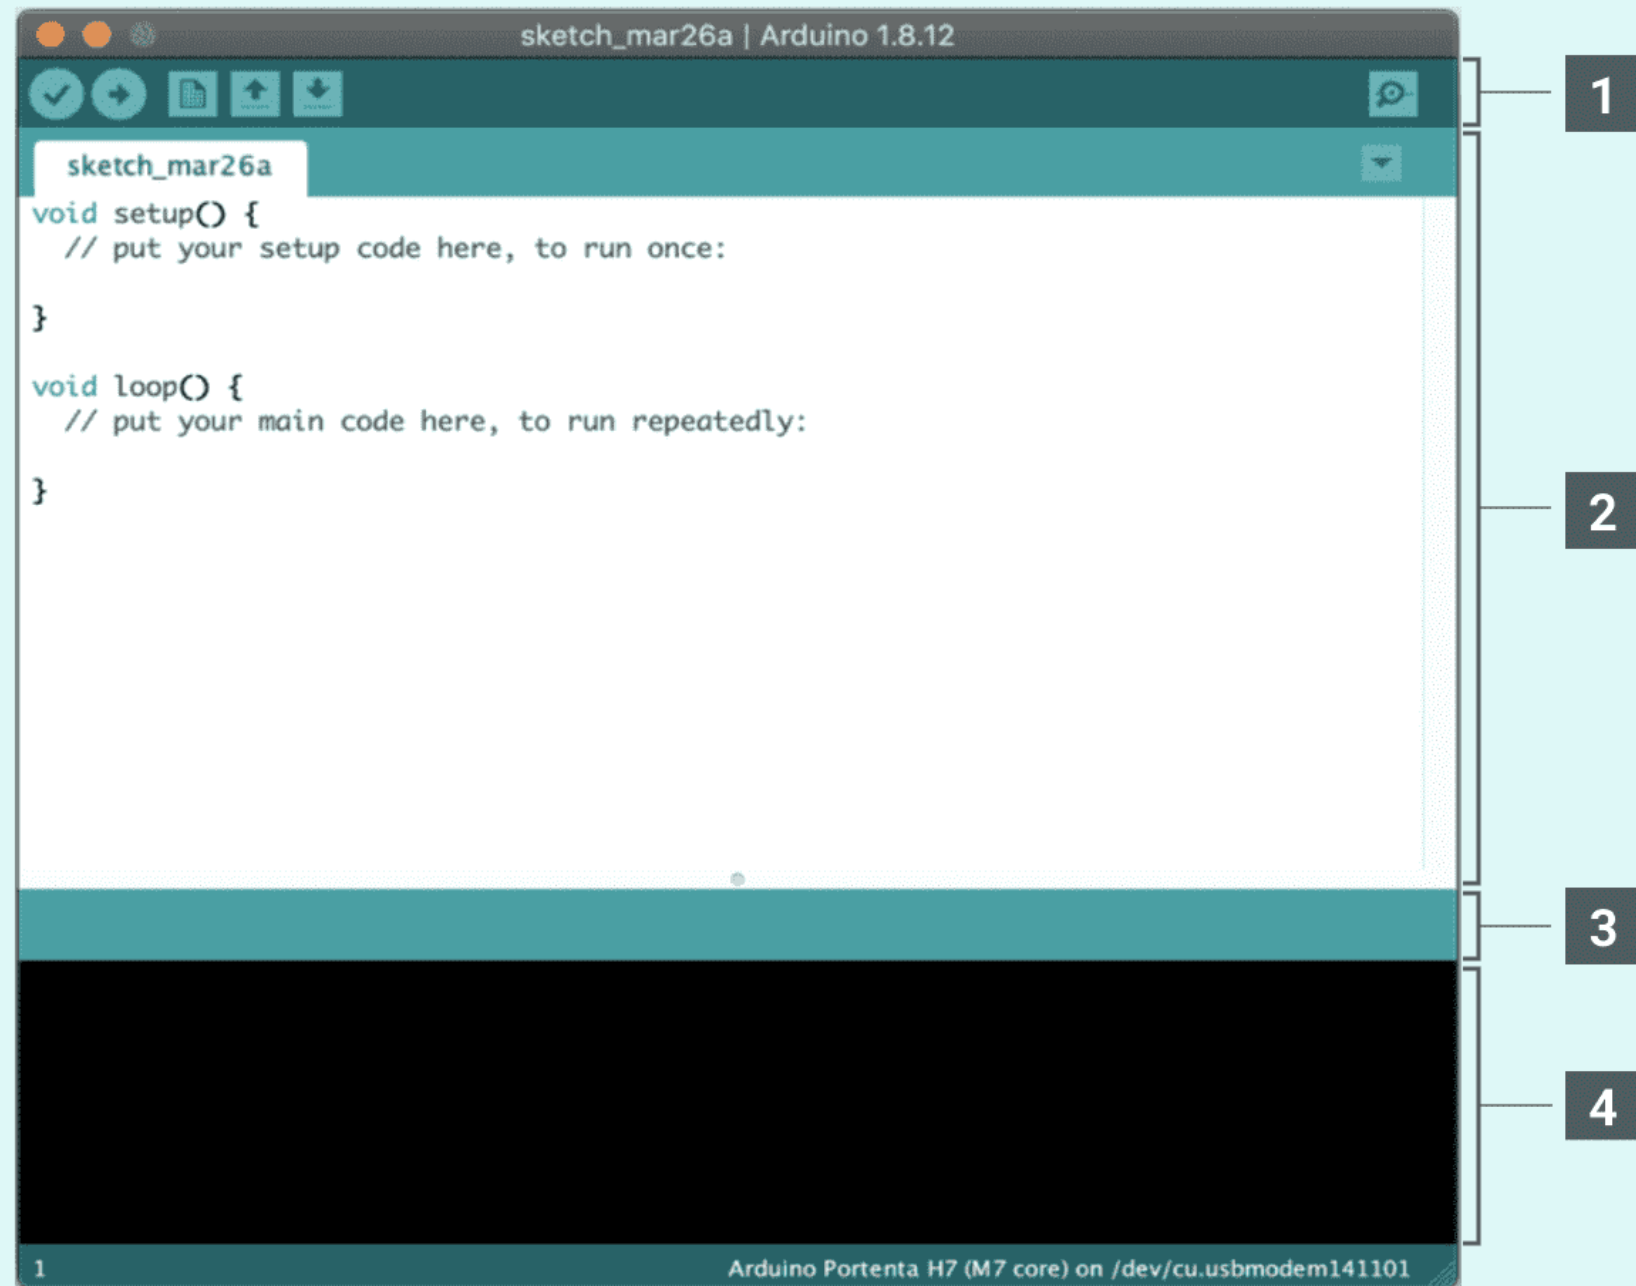 sketch_mar26a | Arduino 1.8.12
1
sketch_mar26a
void setup() {
// put your setup code here, to run once:
}
void loop() {
// put your main code here, to run repeatedly:
}
2
3
4
1
Arduino Portenta H7 (M7 core) on /dev/cu.usbmodem141101